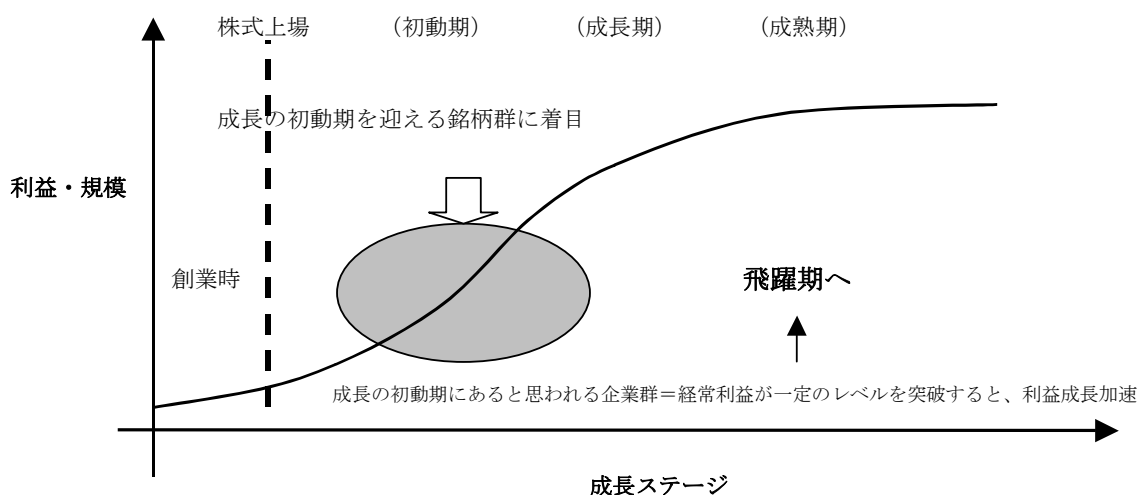 株式上場 (初動期) (成長期) (成熟期)
成長の初動期を迎える銘柄群に着目
利益・規模
創業時
飛躍期へ
成長の初動期にあると思われる企業群＝経常利益が一定のレベルを突破すると、利益成長加速
成長ステージ